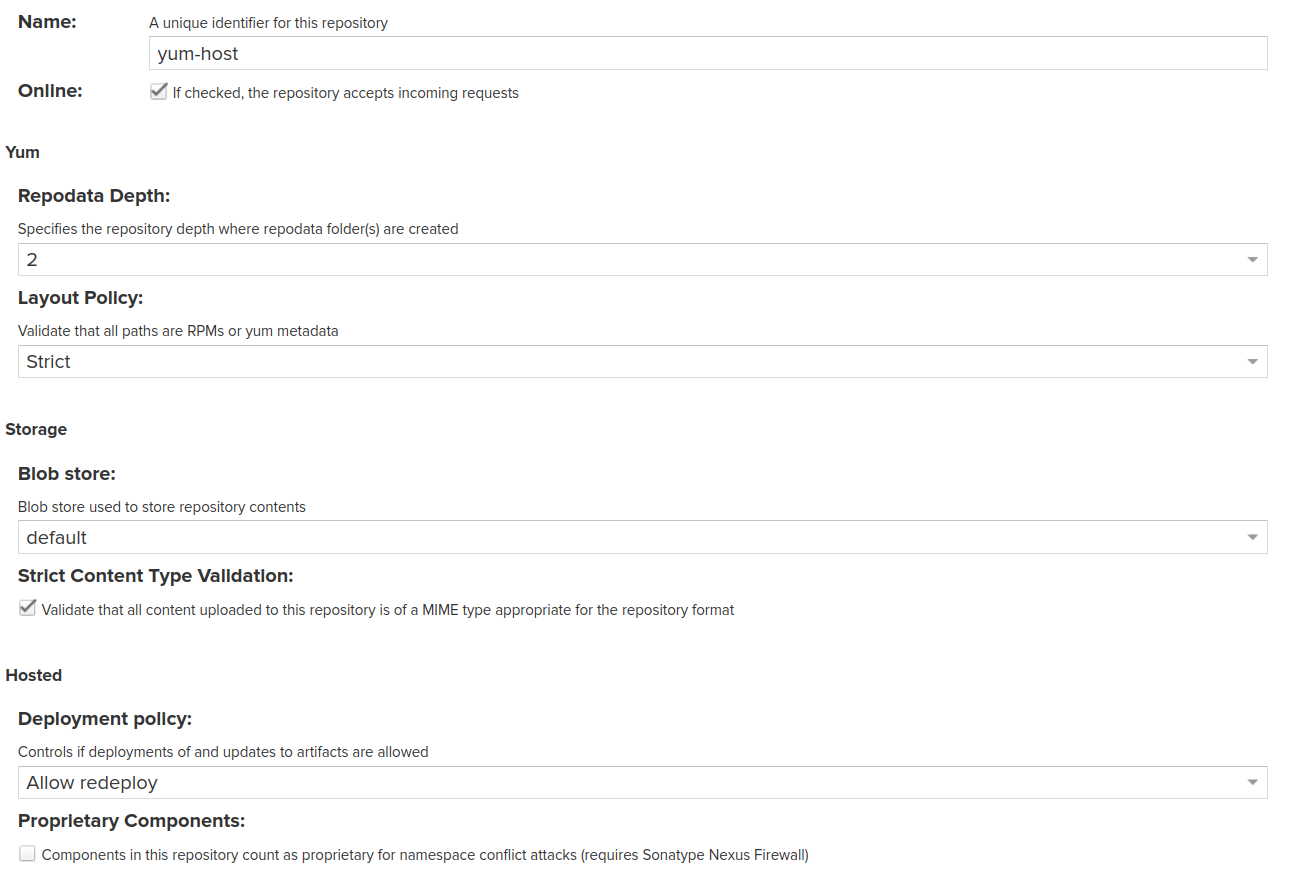 Name: A unique identifier for this repository
yum-host
Online: If checked, the repository accepts incoming requests
Yum
Repodata Depth:
Specifies the repository depth where repodata folder(s) are created
2
Layout Policy:
Validate that all paths are RPMs or yum metadata
Strict
Storage
Blob store:
Blob store used to store repository contents
default
Strict Content Type Validation:
Validate that all content uploaded to this repository is of a MIME type appropriate for the repository format
Hosted
Deployment policy:
Controls if deployments of and updates to artifacts are allowed
Allow redeploy
Proprietary Components:
Components in this repository count as proprietary for namespace conflict attacks (requires Sonatype Nexus Firewall)